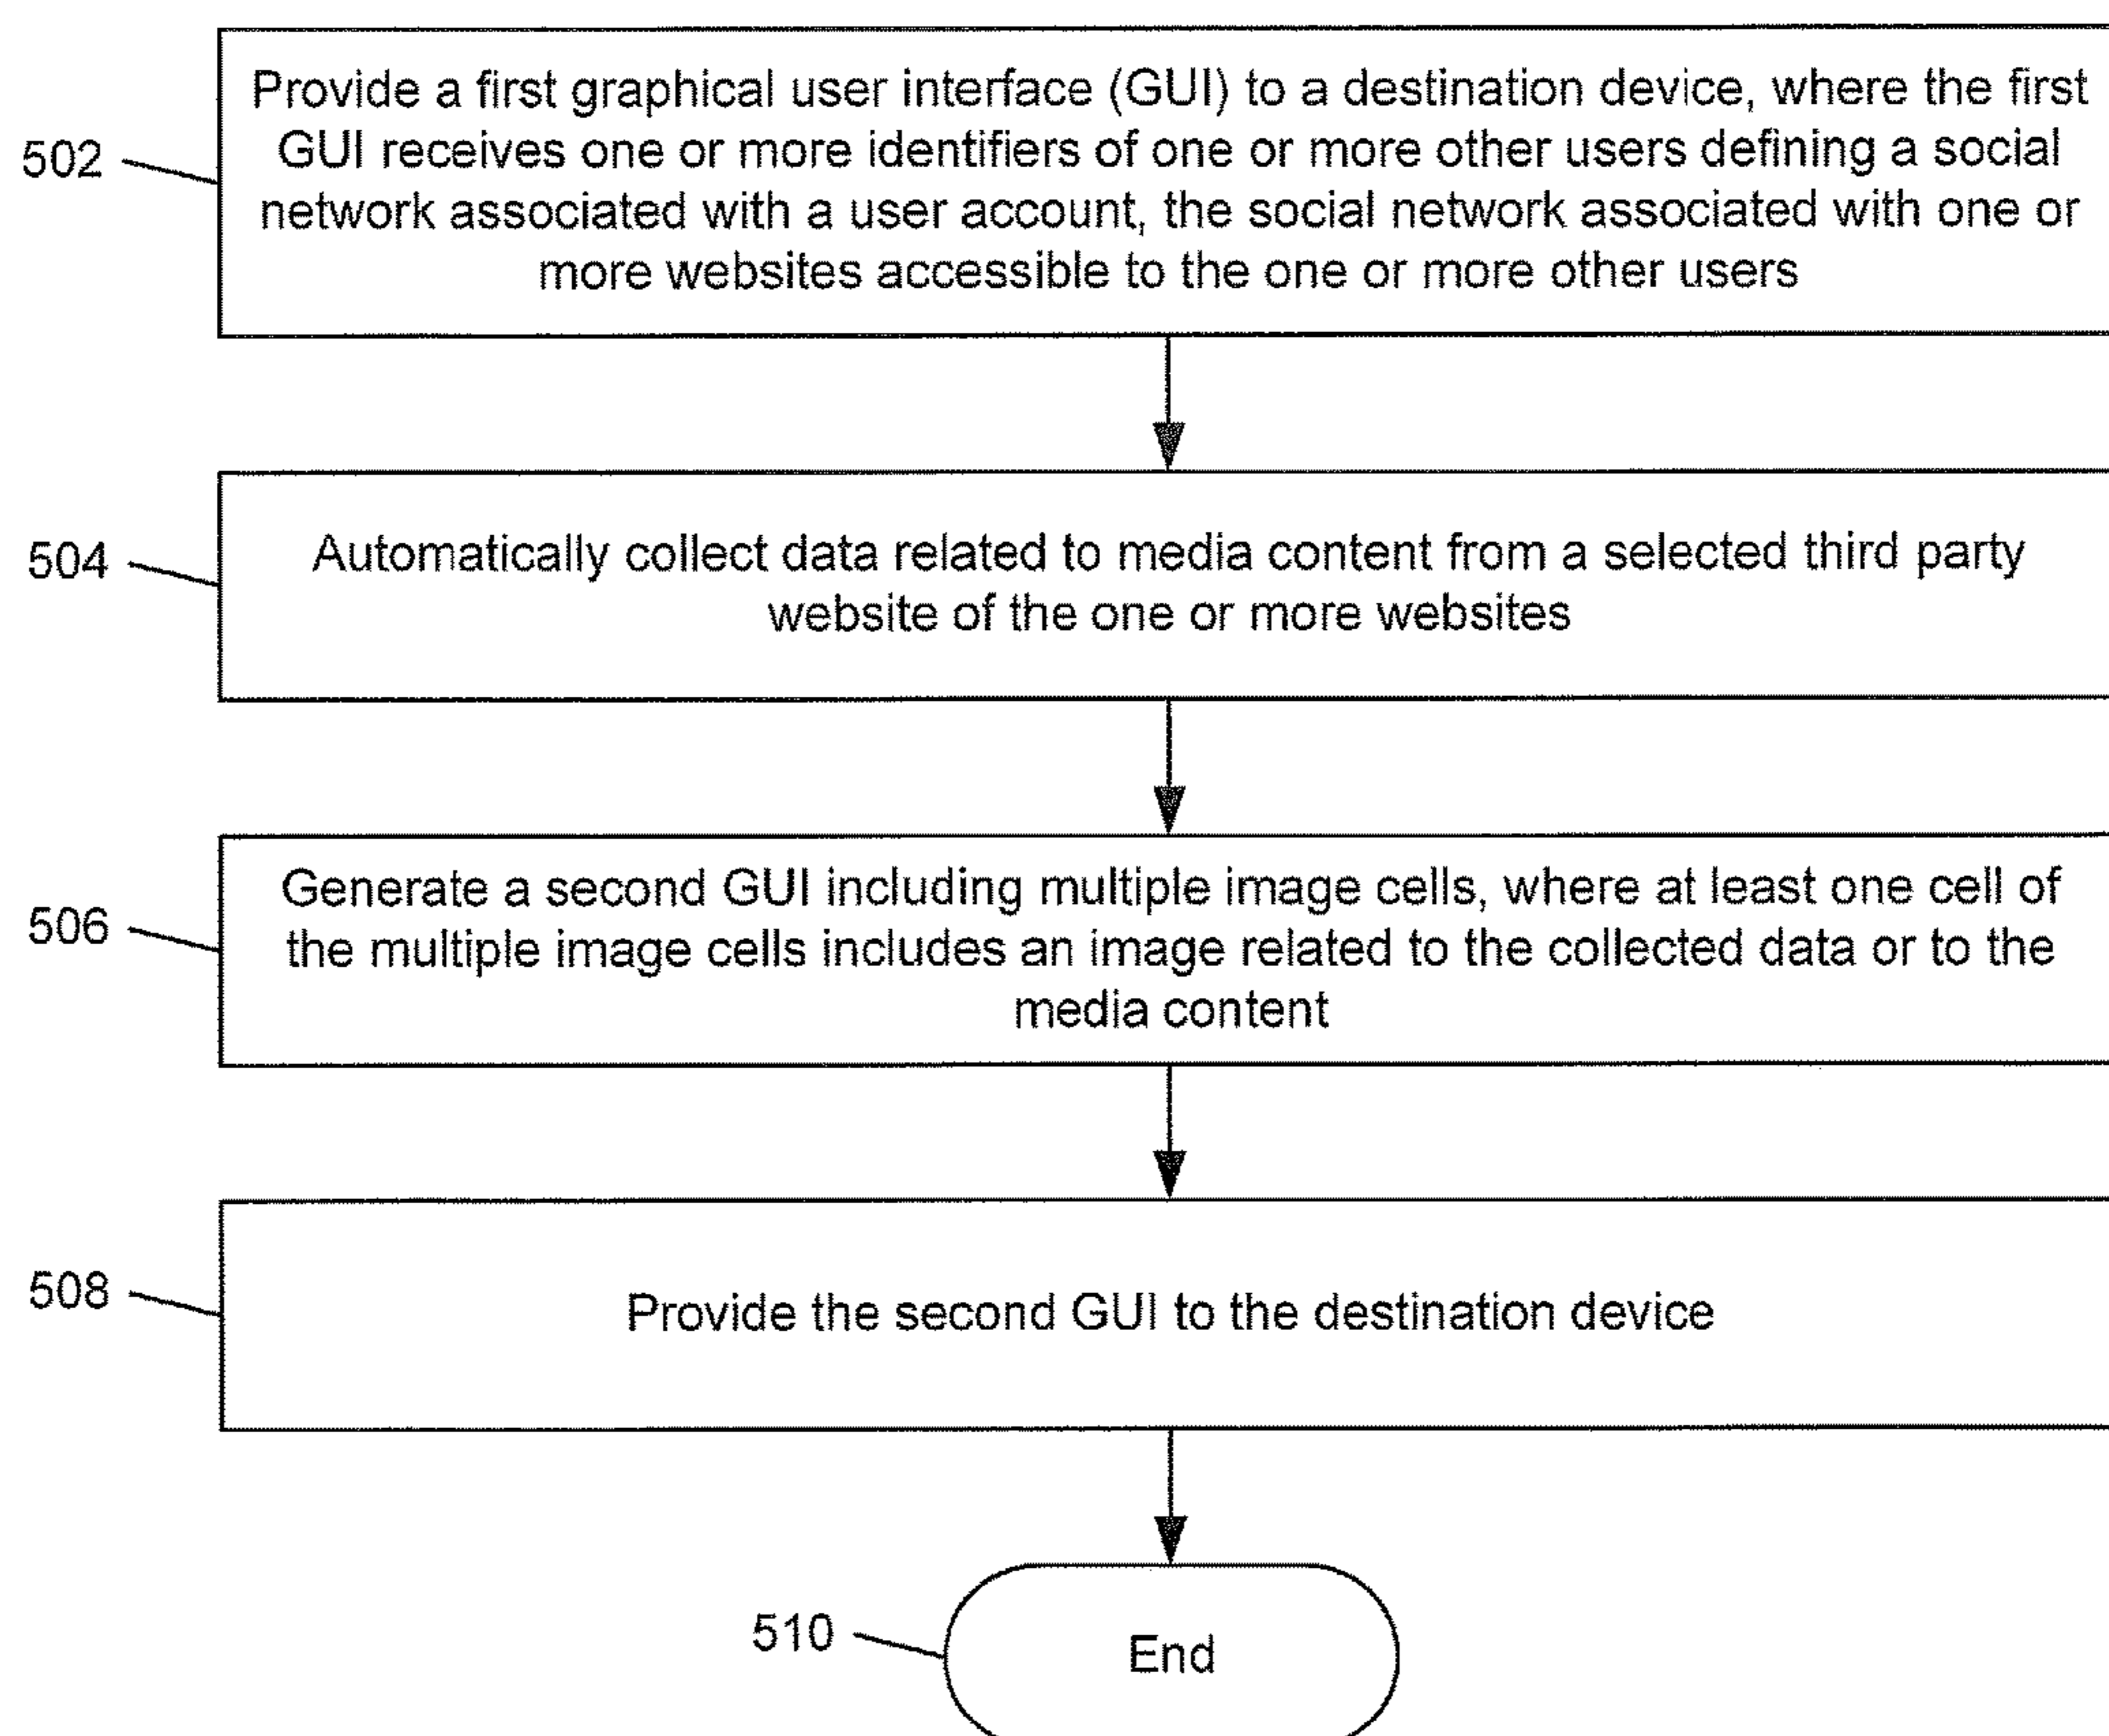 Provide a first graphical user interface (GUI) to a destination device, where the first
502
GUI receives one or more identifiers of one or more other users defining a social
network associated with a user account, the social network associated with one or
more websites accessible to the one or more other users
504
Automatically collect data related to media content from a selected third party
website of the one or more websites
506
Generate a second GUI including multiple image cells, where at least one cell of
the multiple image cells includes an image related to the collected data or to the
media content
508
Provide the second GUI to the destination device
510
End